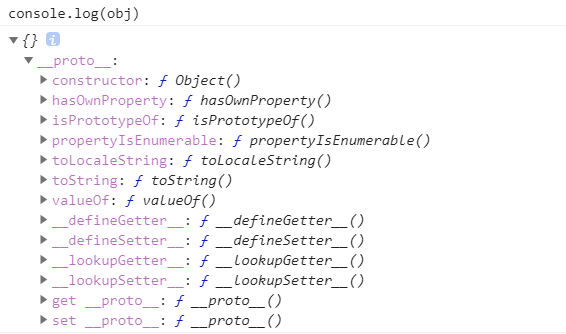 console.log(obj)
▼{} i
▼__proto__:
▶constructor: ƒ Object()
▶hasOwnProperty: ƒ hasOwnProperty()
▶isPrototypeOf: ƒ isPrototypeOf()
▶propertyIsEnumerable: ƒ propertyIsEnumerable()
▶toLocaleString: ƒ toLocaleString()
▶toString: ƒ toString()
▶valueOf: ƒ valueOf()
▶__defineGetter__: ƒ __defineGetter__()
▶__defineSetter__: ƒ __defineSetter__()
▶__lookupGetter__: ƒ __lookupGetter__()
▶__lookupSetter__: ƒ __lookupSetter__()
▶get __proto__: ƒ __proto__()
▶set __proto__: ƒ __proto__()